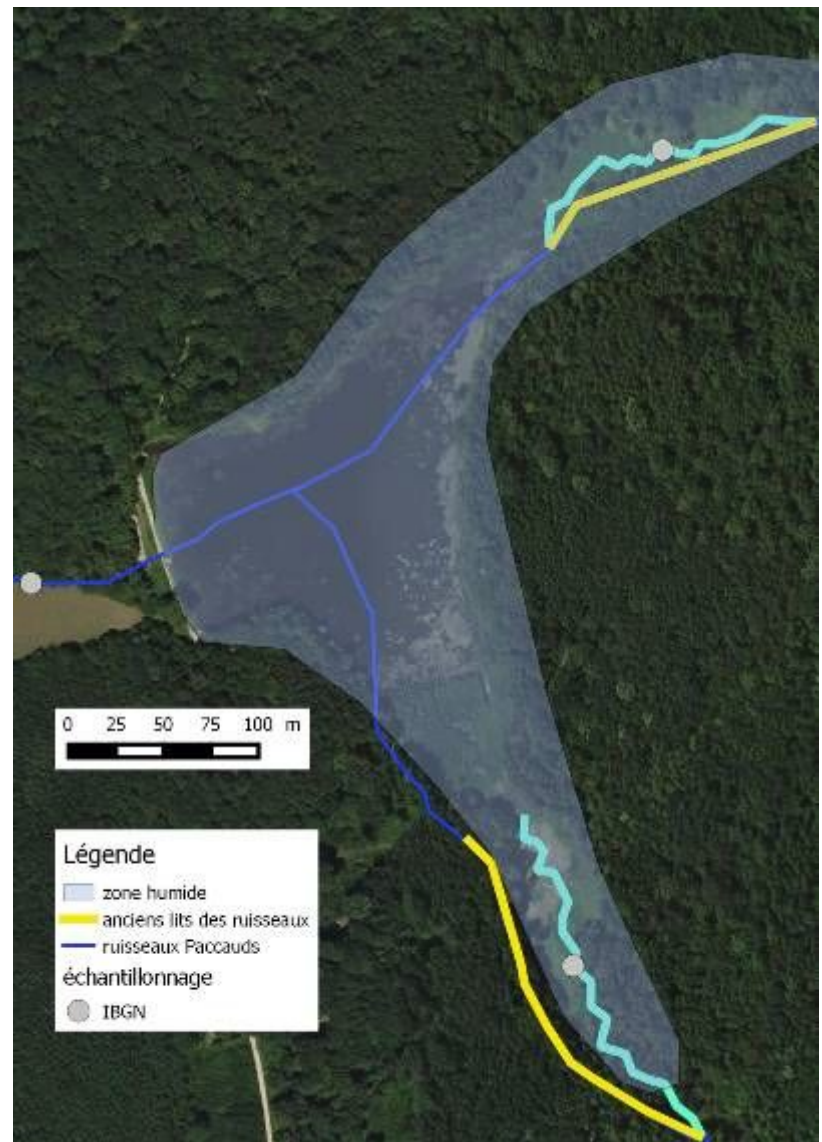 0 25 50 75 100 m
Légende
zone humide
anciens lits des ruisseaux
ruisseaux Paccauds
échantillonnage
IBGN